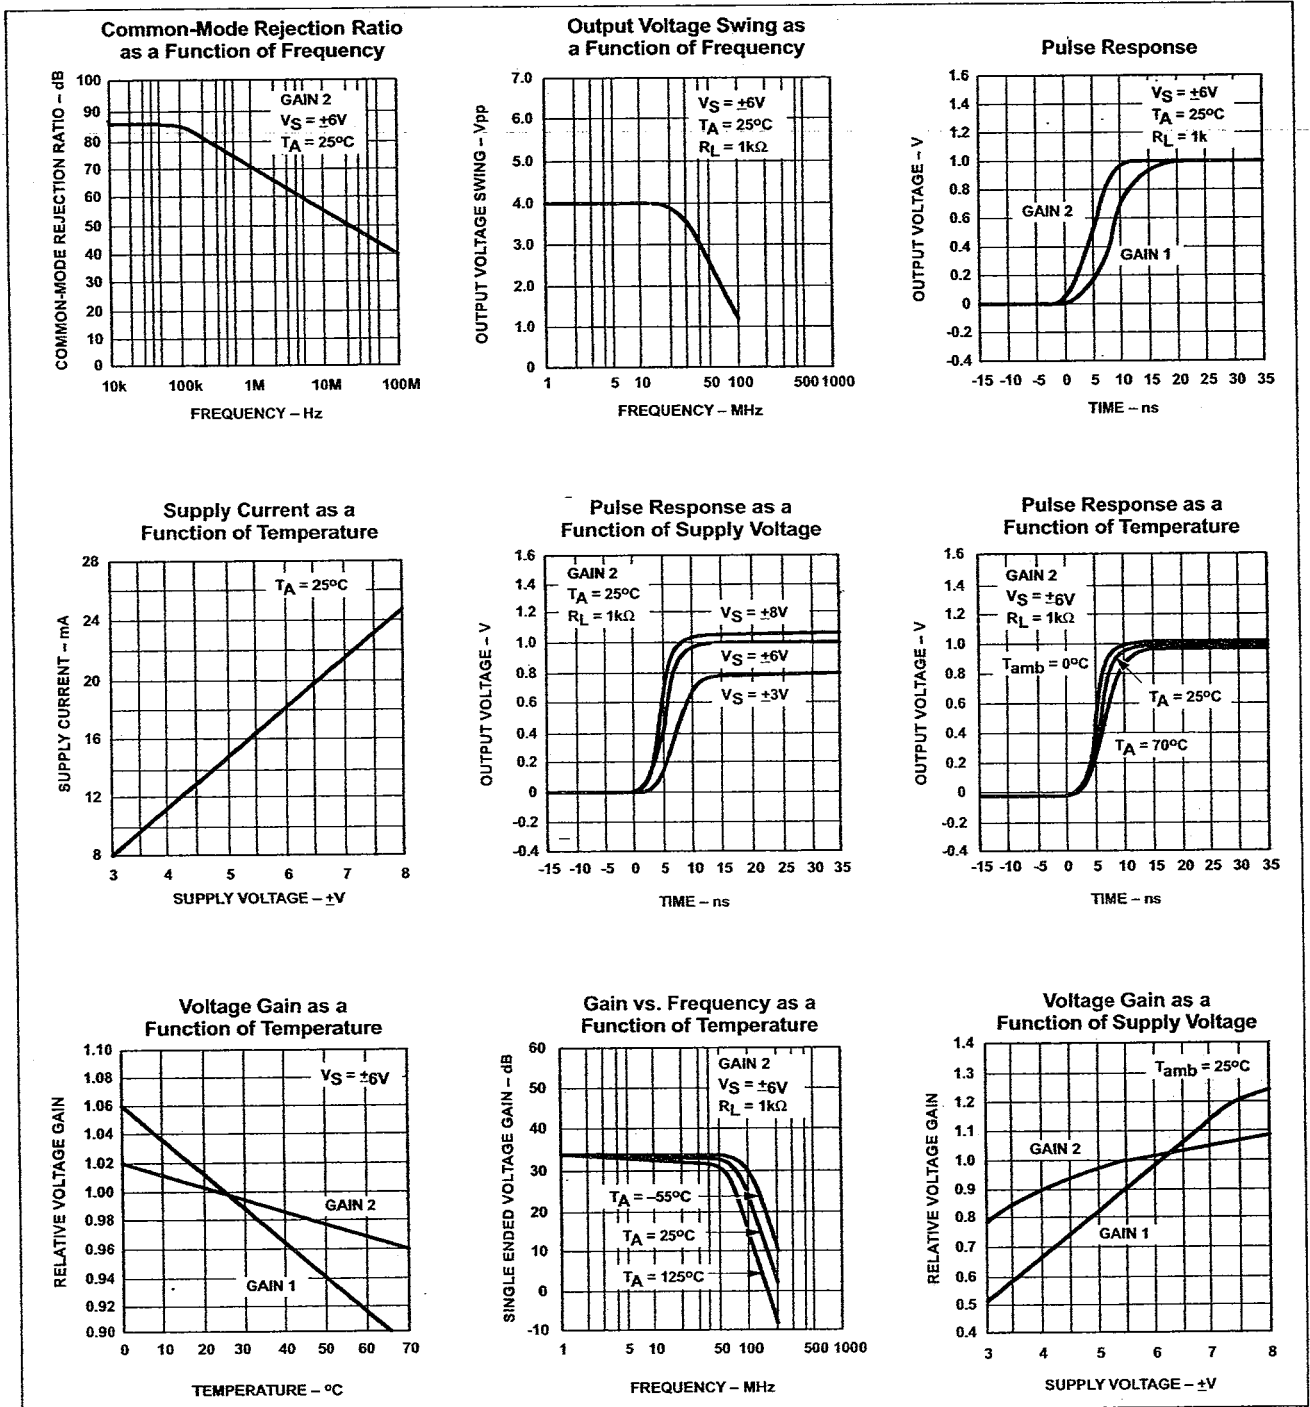 Common-Mode Rejection Ratio
as a Function of Frequency
COMMON-MODE REJECTION RATIO – dB
100
90
80
70
60
50
40
30
20
10
0
GAIN 2
VS = ±6V
TA = 25ºC
10k 100k 1M 10M 100M
FREQUENCY – Hz
Output Voltage Swing as
a Function of Frequency
OUTPUT VOLTAGE SWING – Vpp
7.0
6.0
5.0
4.0
3.0
2.0
1.0
0
VS = ±6V
TA = 25ºC
RL = 1kΩ
1 5 10 50 100 500 1000
FREQUENCY – MHz
Pulse Response
OUTPUT VOLTAGE – V
1.6
1.4
1.2
1.0
0.8
0.6
0.4
0.2
0
-0.2
-0.4
VS = ±6V
TA = 25ºC
RL = 1k
GAIN 2
GAIN 1
-15 -10 -5 0 5 10 15 20 25 30 35
TIME – ns
Supply Current as a
Function of Temperature
SUPPLY CURRENT – mA
28
24
20
16
12
8
TA = 25ºC
3 4 5 6 7 8
SUPPLY VOLTAGE – ±V
Pulse Response as a
Function of Supply Voltage
OUTPUT VOLTAGE – V
1.6
1.4
1.2
1.0
0.8
0.6
0.4
0.2
0
-0.2
-0.4
GAIN 2
TA = 25ºC
RL = 1kΩ
VS = ±8V
VS = ±6V
VS = ±3V
-15 -10 -5 0 5 10 15 20 25 30 35
TIME – ns
Pulse Response as a
Function of Temperature
OUTPUT VOLTAGE – V
1.6
1.4
1.2
1.0
0.8
0.6
0.4
0.2
0
-0.2
-0.4
GAIN 2
VS = ±6V
RL = 1kΩ
Tamb = 0ºC
TA = 25ºC
TA = 70ºC
-15 -10 -5 0 5 10 15 20 25 30 35
TIME – ns
Voltage Gain as a
Function of Temperature
RELATIVE VOLTAGE GAIN
1.10
1.08
1.06
1.04
1.02
1.00
0.98
0.96
0.94
0.92
0.90
VS = ±6V
GAIN 2
GAIN 1
0 10 20 30 40 50 60 70
TEMPERATURE – ºC
Gain vs. Frequency as a
Function of Temperature
SINGLE ENDED VOLTAGE GAIN – dB
60
50
40
30
20
10
0
-10
GAIN 2
VS = ±6V
RL = 1kΩ
TA = –55ºC
TA = 25ºC
TA = 125ºC
1 5 10 50 100 500 1000
FREQUENCY – MHz
Voltage Gain as a
Function of Supply Voltage
RELATIVE VOLTAGE GAIN
1.4
1.3
1.2
1.1
1.0
0.9
0.8
0.7
0.6
0.5
0.4
Tamb = 25ºC
GAIN 2
GAIN 1
3 4 5 6 7 8
SUPPLY VOLTAGE – ±V